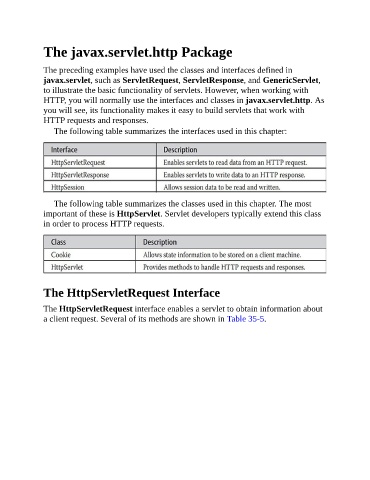 The javax.servlet.http Package
The preceding examples have used the classes and interfaces defined in
javax.servlet, such as ServletRequest, ServletResponse, and GenericServlet,
to illustrate the basic functionality of servlets. However, when working with
HTTP, you will normally use the interfaces and classes in javax.servlet.http. As
you will see, its functionality makes it easy to build servlets that work with
HTTP requests and responses.
The following table summarizes the interfaces used in this chapter:
Interface Description
HttpServletRequest Enables servlets to read data from an HTTP request.
HttpServletResponse Enables servlets to write data to an HTTP response.
HttpSession Allows session data to be read and written.
The following table summarizes the classes used in this chapter. The most
important of these is HttpServlet. Servlet developers typically extend this class
in order to process HTTP requests.
Class Description
Cookie Allows state information to be stored on a client machine.
HttpServlet Provides methods to handle HTTP requests and responses.
The HttpServletRequest Interface
The HttpServletRequest interface enables a servlet to obtain information about
a client request. Several of its methods are shown in Table 35-5.